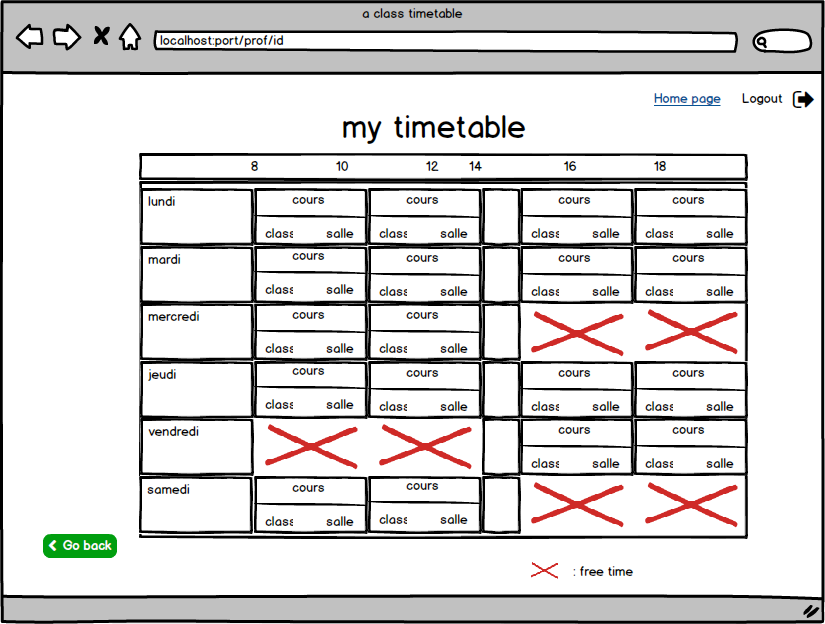 a class timetable
localhost:port/prof/id
Home page Logout
my timetable
8 10 12 14 16 18
lundi cours cours cours cours
class salle class salle class salle class salle
mardi cours cours cours cours
class salle class salle class salle class salle
mercredi cours cours
class salle class salle
jeudi cours cours cours cours
class salle class salle class salle class salle
vendredi cours cours
class salle class salle
samedi cours cours
class salle class salle
Go back
: free time